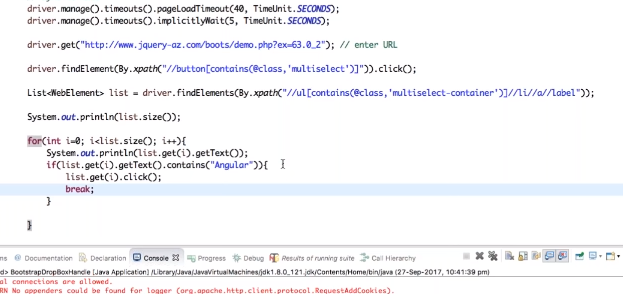 driver.manage().timeouts().pageLoadTimeout(40, TimeUnit.SECONDS);
driver.manage().timeouts().implicitlyWait(5, TimeUnit.SECONDS);
driver.get("http://www.jquery-az.com/boots/demo.php?ex=63.0_2"); // enter URL
driver.findElement(By.xpath("//button[contains(@class,'multiselect')]")).click();
List<WebElement> list = driver.findElements(By.xpath("//ul[contains(@class,'multiselect-container')]//li//a//label"));
System.out.println(list.size());
for(int i=0; i<list.size(); i++){
System.out.println(list.get(i).getText());
if(list.get(i).getText().contains("Angular")){
list.get(i).click();
break;
}
}
ms @ Documentation Declaration Console Progress Debug Results of running suite Call Hierarchy
d> BootstrapDropBoxHandle [Java Application] /Library/Java/JavaVirtualMachines/jdk1.8.0_121.jdk/Contents/Home/bin/java (27-Sep-2017, 10:41:39 pm)
al connections are allowed.
RN No appenders could be found for logger (org.apache.http.client.protocol.RequestAddCookies).